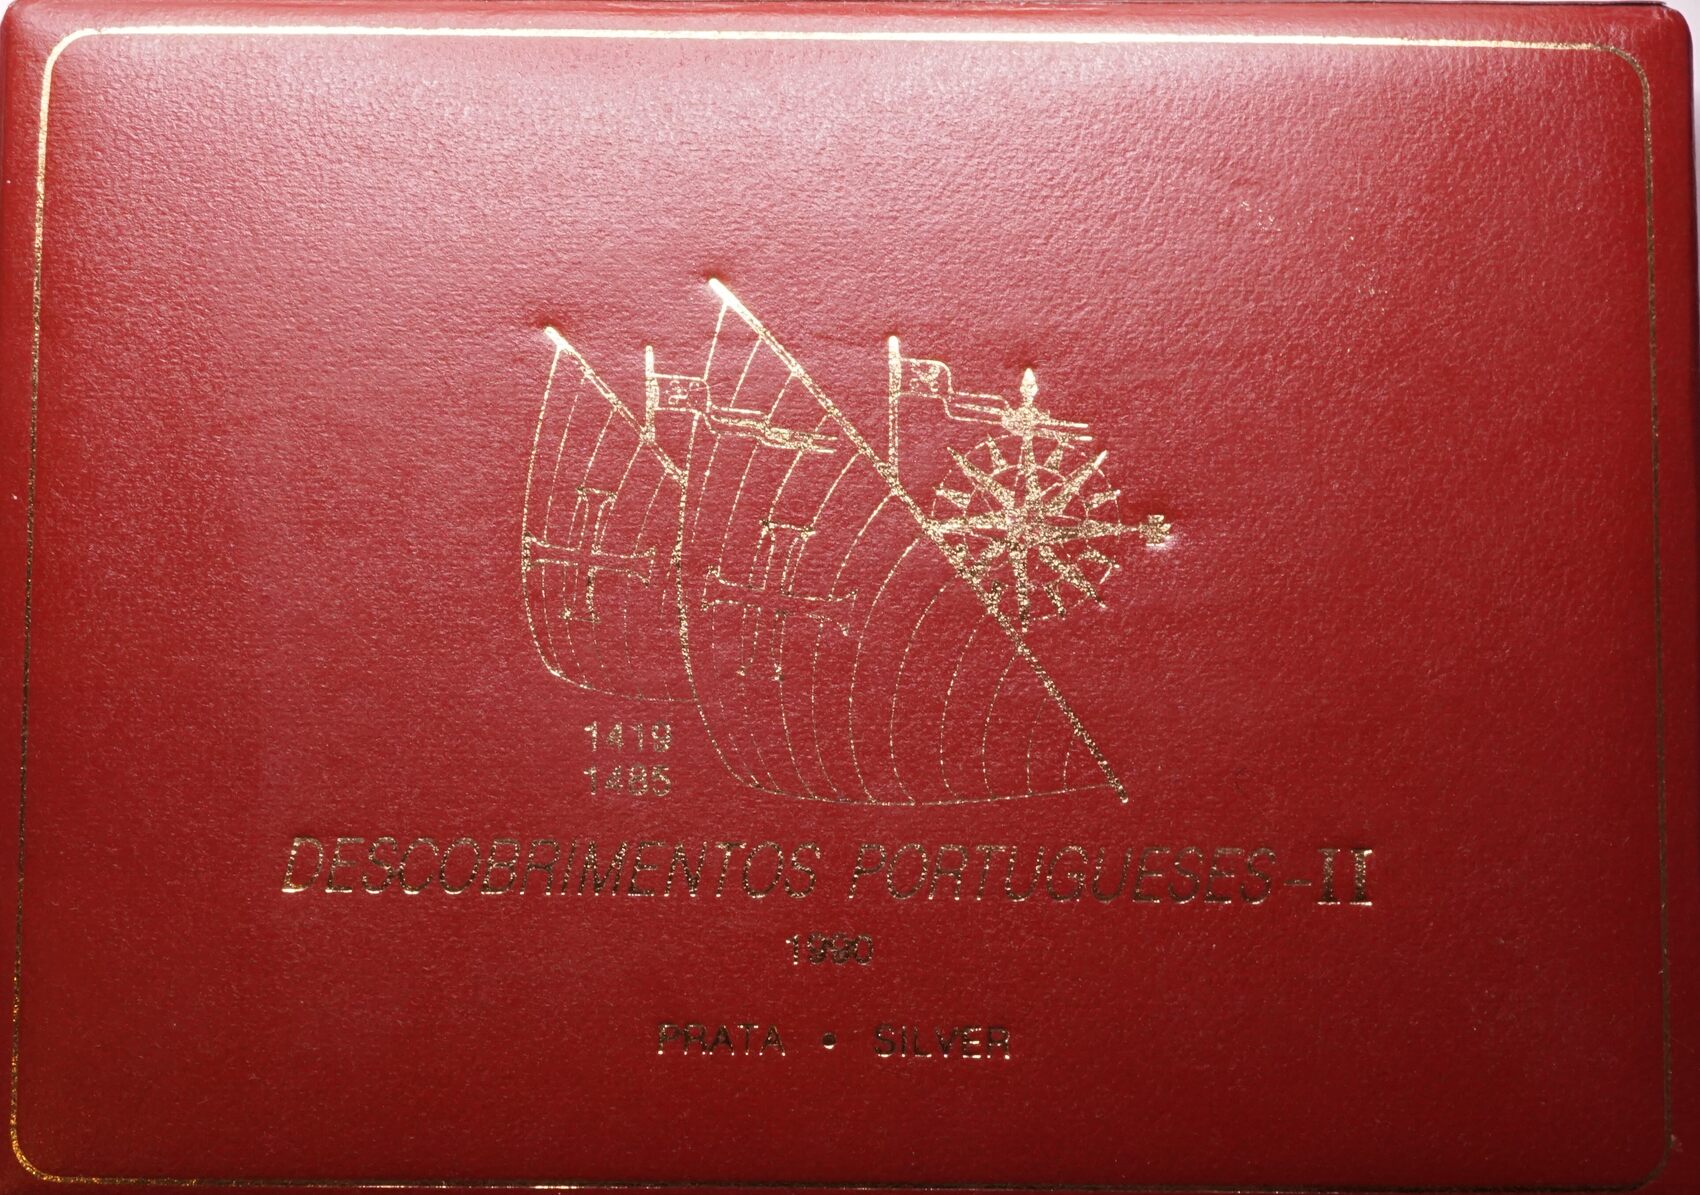 1419
1485
DESCOBRIMENTOS PORTUGUESES - II
1990
PRATA • SILVER